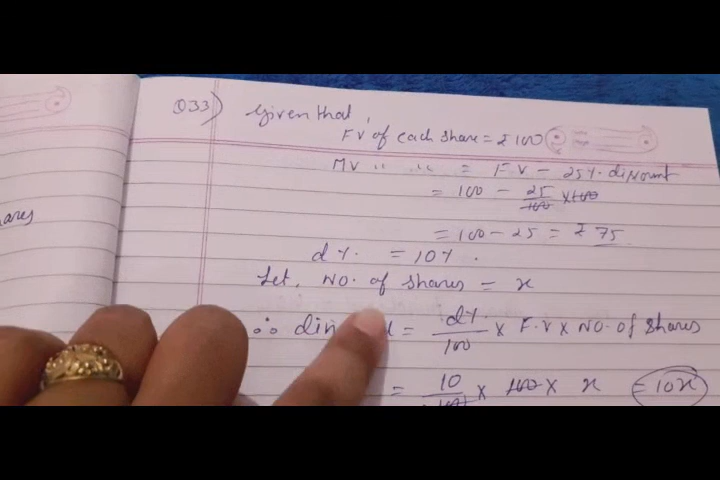 Q33) Given that,
FV of each share = ₹ 100
MV " " = FV - 25% discount
= 100 - 25/100 × 100
ares
= 100 - 25 = ₹ 75
d% = 10%.
Let, NO. of shares = x
∴ = d%/100 × F.V × NO. of shares
= 10/100 × 100 × x = 10x